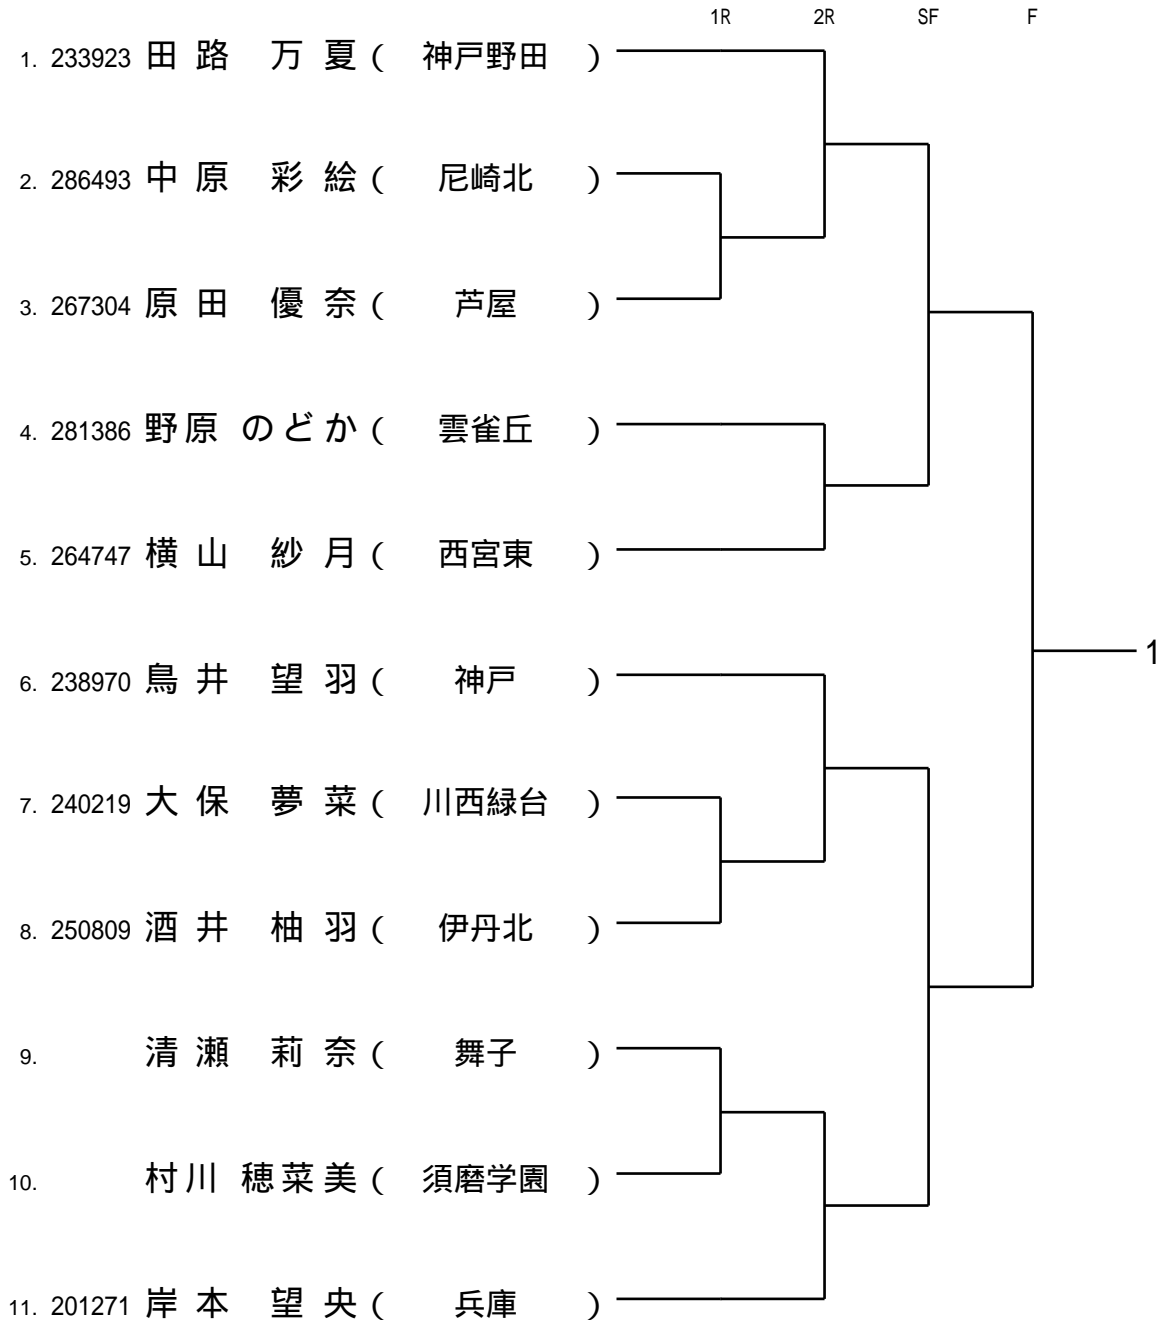 1R 2R SF F
1. 233923 田路 万夏 ( 神戸野田 )
2. 286493 中原 彩絵 ( 尼崎北 )
3. 267304 原田 優奈 ( 芦屋 )
4. 281386 野原 のどか ( 雲雀丘 )
5. 264747 横山 紗月 ( 西宮東 )
1
6. 238970 鳥井 望羽 ( 神戸 )
7. 240219 大保 夢菜 ( 川西緑台 )
8. 250809 酒井 柚羽 ( 伊丹北 )
9. 清瀬 莉奈 ( 舞子 )
10. 村川 穂菜美 ( 須磨学園 )
11. 201271 岸本 望央 ( 兵庫 )